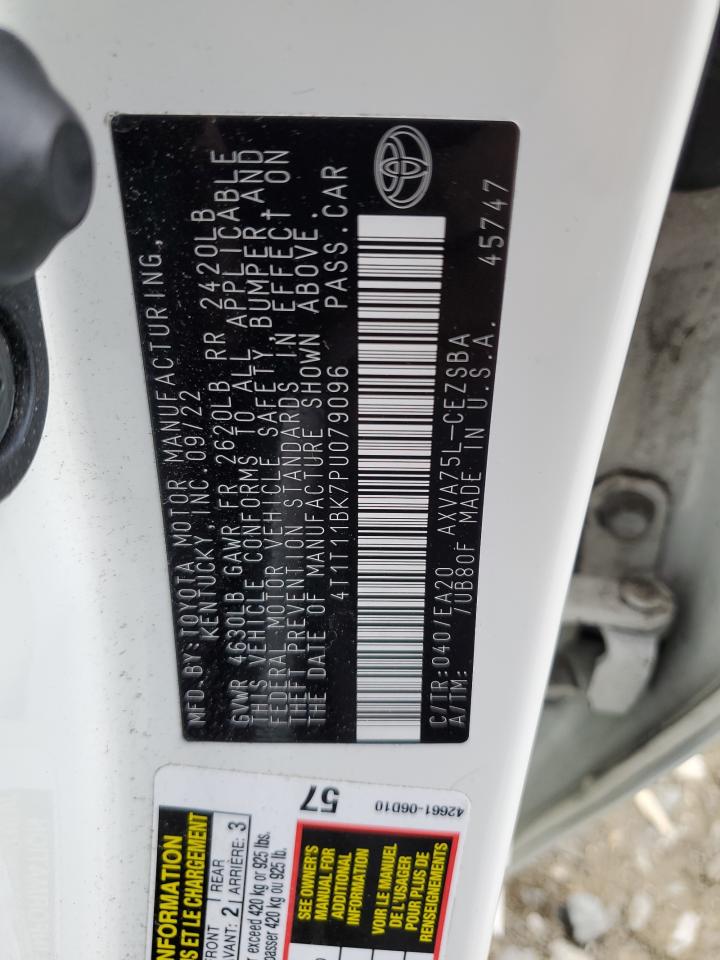 MFD.BY:TOYOTA MOTOR MANUFACTURING,
KENTUCKY, INC. 09/22
GVWR 4630LB GAWR FR 2620LB RR 2420LB
THIS VEHICLE CONFORMS TO ALL APPLICABLE
FEDERAL MOTOR VEHICLE SAFETY,BUMPER AND
THEFT PREVENTION STANDARDS IN EFFECT ON
THE DATE OF MANUFACTURE SHOWN ABOVE.
4T1T11BK7PU079096 PASS.CAR
C/TR:040/EA20 AXVA75L-CEZSBA 45747
A/TM: 7UB80F MADE IN U.S.A.
INFORMATION
S ET LE CHARGEMENT
FRONT
REAR
AVANT: 2
ARRIÈRE: 3
exceed 420 kg or 925 lbs.
passer 420 kg ou 925 lb.
57
42661-06D10
SEE OWNER'S
MANUAL FOR
ADDITIONAL
INFORMATION
VOIR LE MANUEL
DE L'USAGER
POUR PLUS DE
RENSEIGNEMENTS